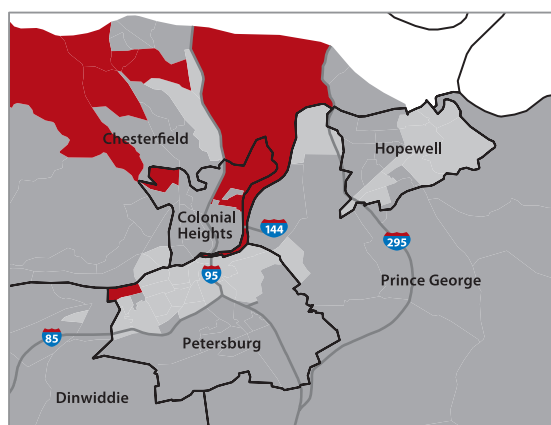 Chesterfield
Hopewell
Colonial
Heights
144
295
95
Prince George
85
Petersburg
Dinwiddie